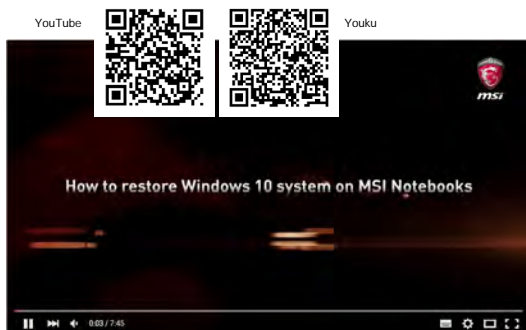 YouTube
Youku
msi
How to restore Windows 10 system on MSI Notebooks
0:03 / 7:45